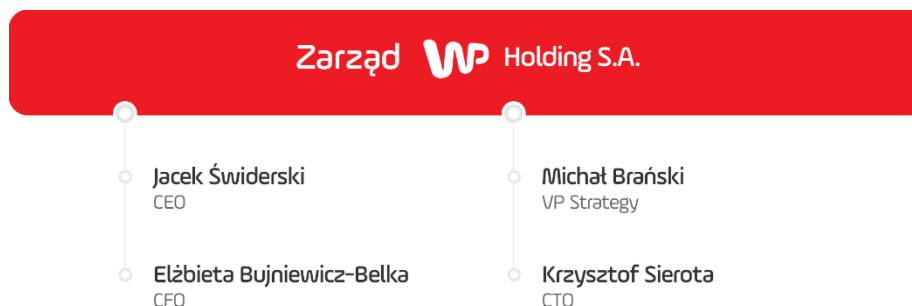 Zarząd WP Holding S.A.
Jacek Świderski
CEO
Michał Brański
VP Strategy
Elżbieta Bujniewicz-Belka
CFO
Krzysztof Sierota
CTO